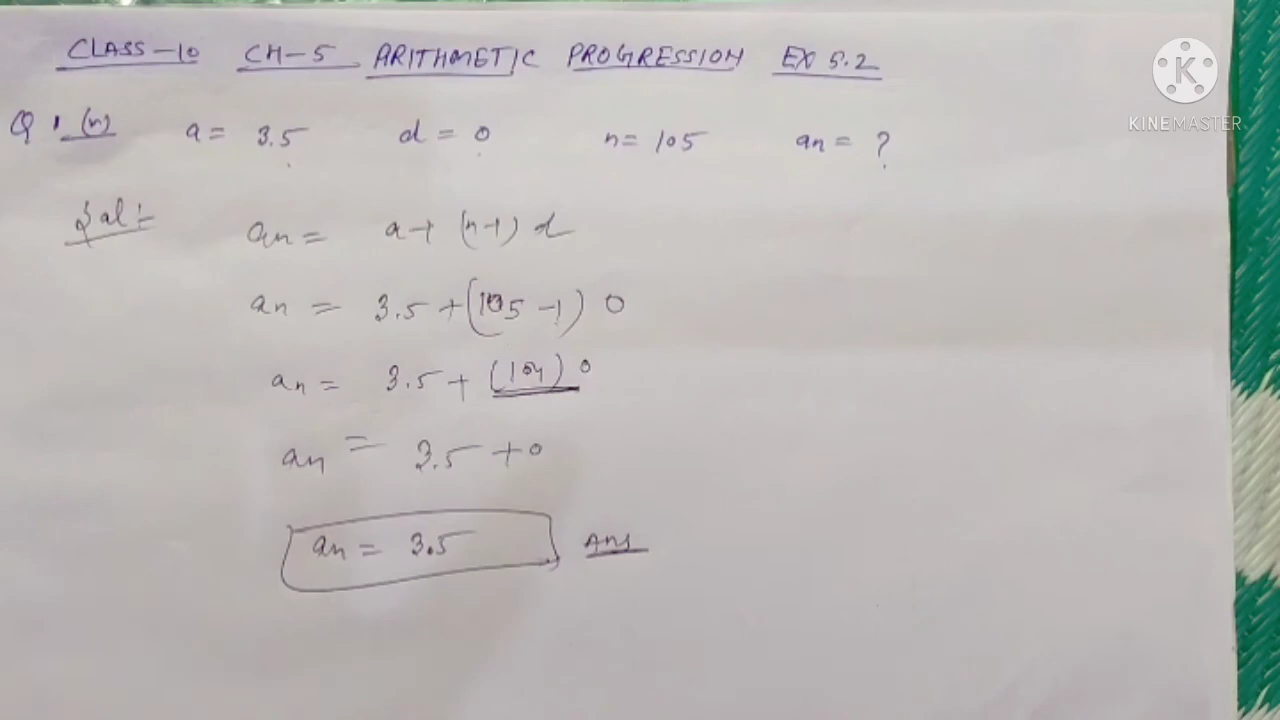 CLASS-10 CH-5 ARITHMETIC PROGRESSION EX 5.2
K
KINEMASTER
Q 1 (v) a = 3.5 d = 0 n = 105 an = ?
Sol:-
an = a + (n-1) d
an = 3.5 + (105 - 1) 0
an = 3.5 + (104) 0
an = 3.5 + 0
an = 3.5 Ans